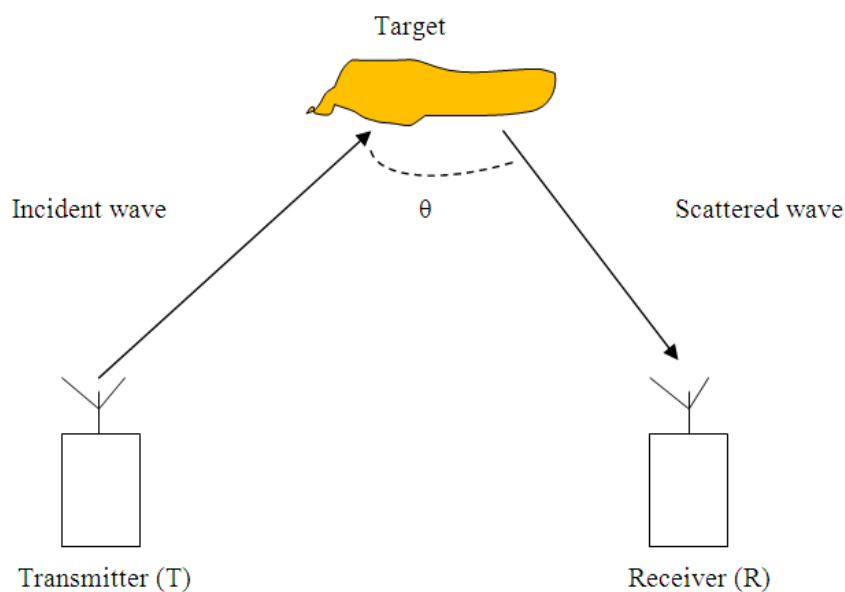 Target
Incident wave
θ
Scattered wave
Transmitter (T)
Receiver (R)